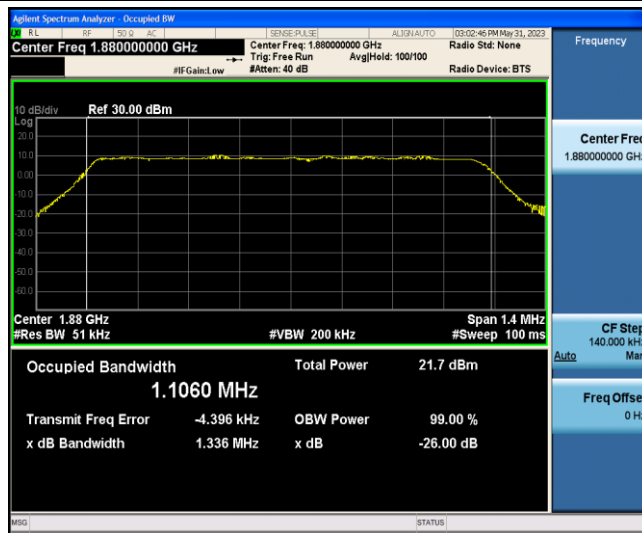 Agilent Spectrum Analyzer - Occupied BW
RL RF 50 Ω AC SENSE:PULSE ALIGNAUTO 03:02:46 PM May 31, 2023
Center Freq 1.880000000 GHz
Center Freq: 1.880000000 GHz Radio Std: None
Trig: Free Run Avg|Hold: 100/100
#IFGain:Low #Atten: 40 dB Radio Device: BTS
Frequency
10 dB/div Ref 30.00 dBm
Log
20.0
10.0
0.00
-10.0
-20.0
-30.0
-40.0
-50.0
-60.0
Center Freq
1.880000000 GHz
Center 1.88 GHz Span 1.4 MHz
#Res BW 51 kHz #VBW 200 kHz #Sweep 100 ms
CF Step
140.000 kHz
Auto Man
Occupied Bandwidth Total Power 21.7 dBm
1.1060 MHz
Transmit Freq Error -4.396 kHz OBW Power 99.00 %
x dB Bandwidth 1.336 MHz x dB -26.00 dB
Freq Offset
0 Hz
MSG STATUS